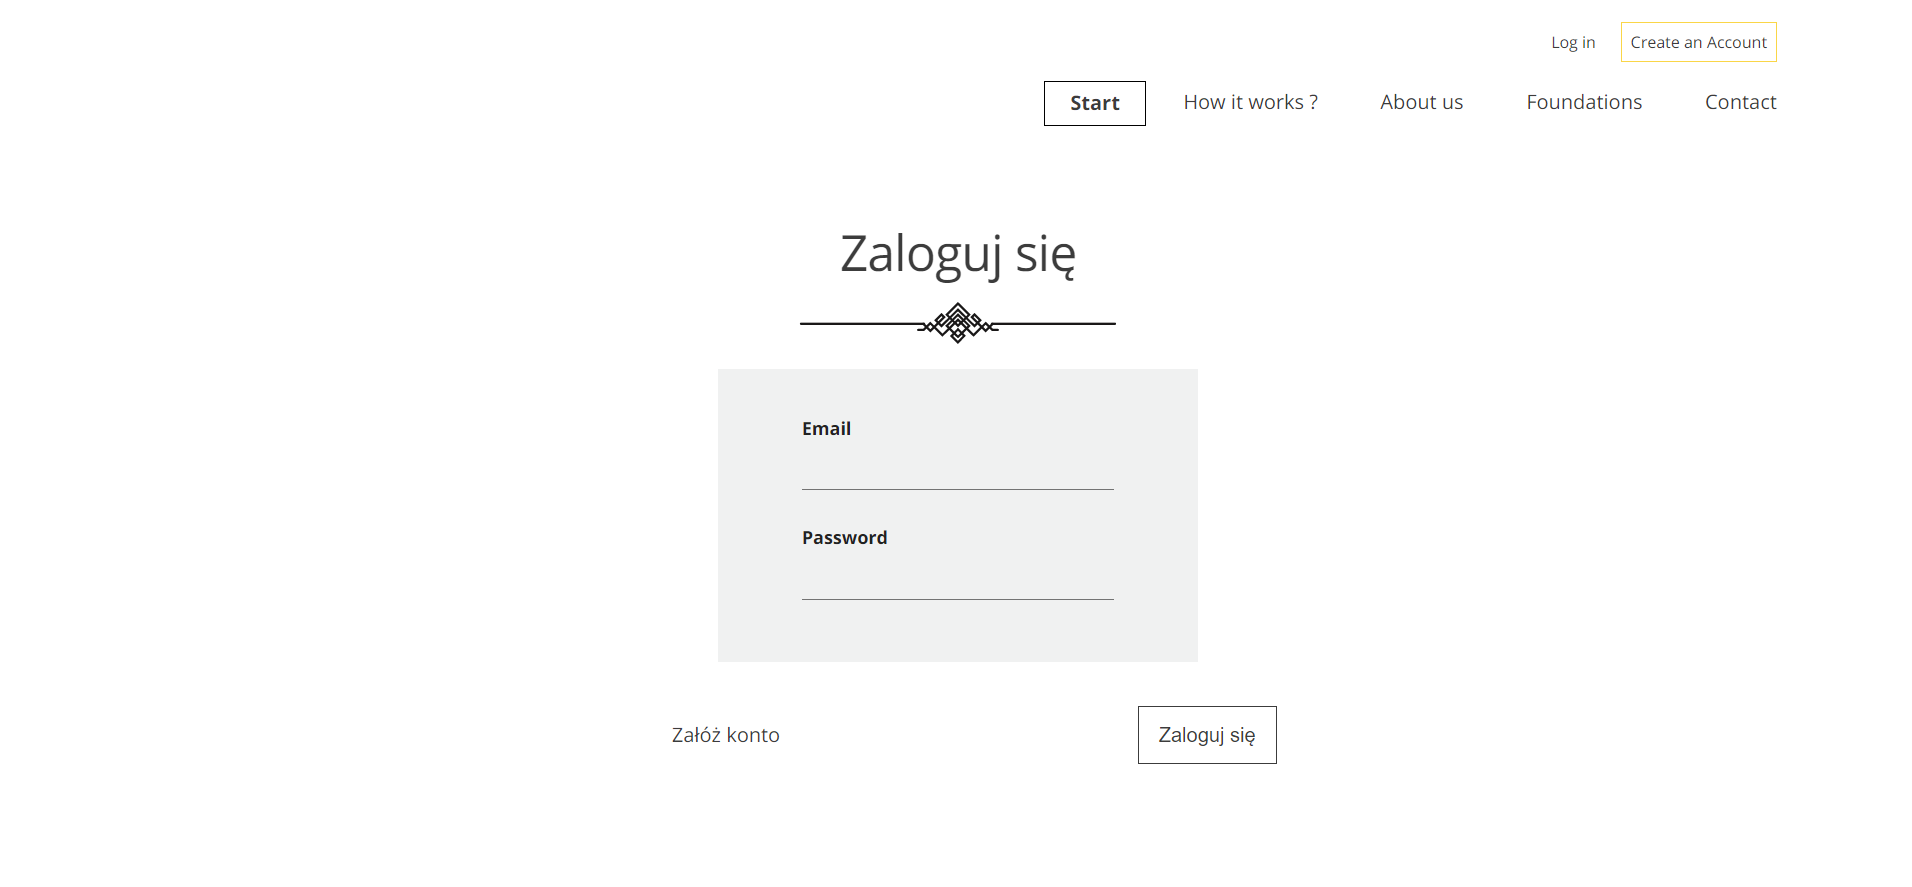 Log in
Create an Account
Start
How it works ?
About us
Foundations
Contact
Zaloguj się
Email
Password
Załóż konto
Zaloguj się